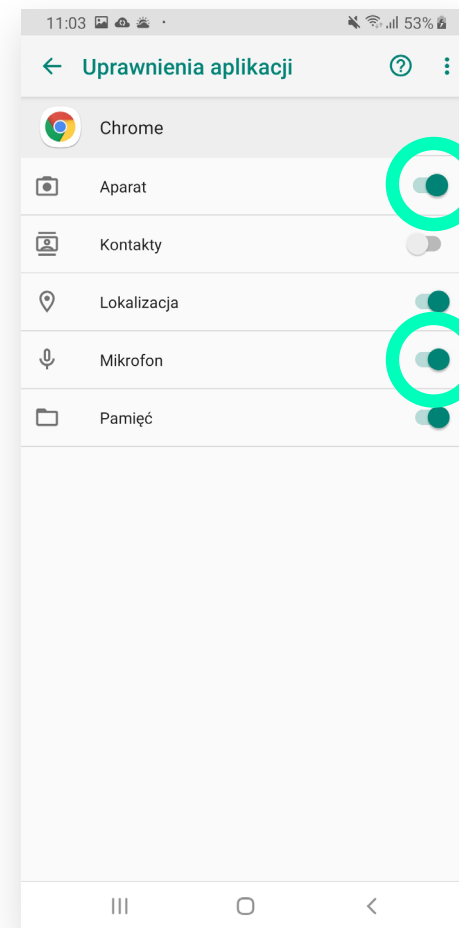 11:03 53%
Uprawnienia aplikacji
Chrome
Aparat
Kontakty
Lokalizacja
Mikrofon
Pamięć